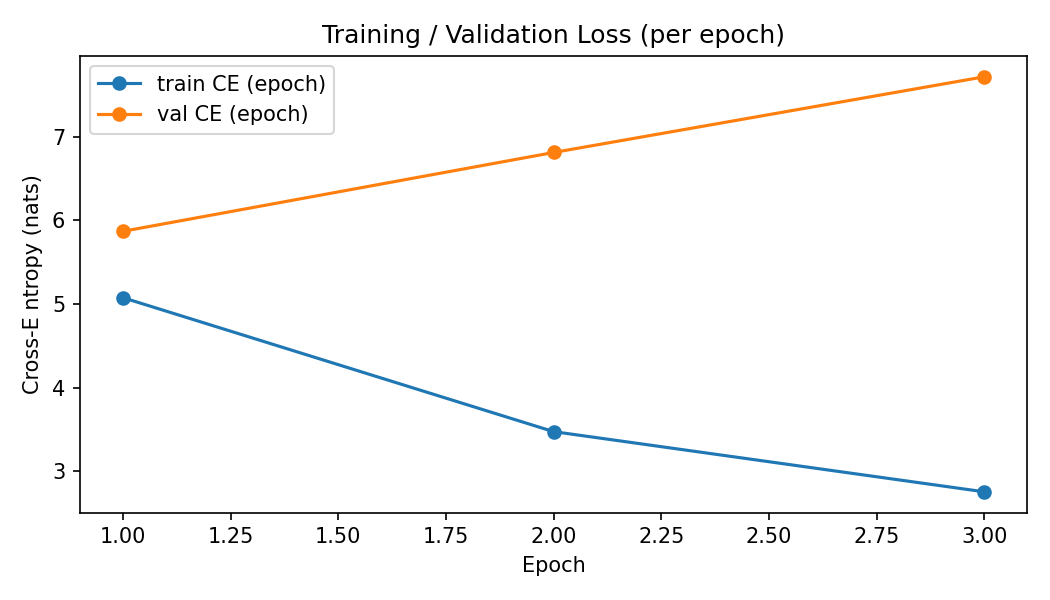 Training / Validation Loss (per epoch)
train CE (epoch)
val CE (epoch)
Cross-E ntropy (nats)
7
6
5
4
3
1.00 1.25 1.50 1.75 2.00 2.25 2.50 2.75 3.00
Epoch